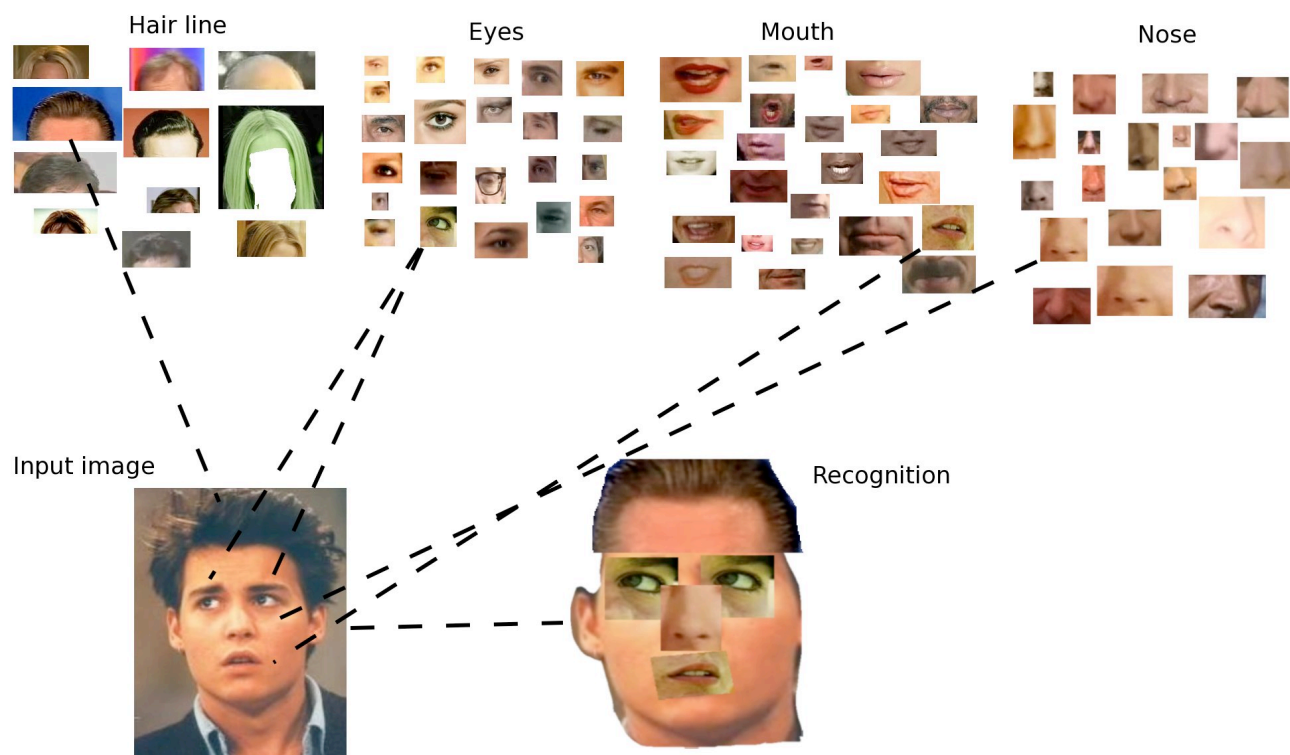 Hair line
Eyes
Mouth
Nose
Input image
Recognition